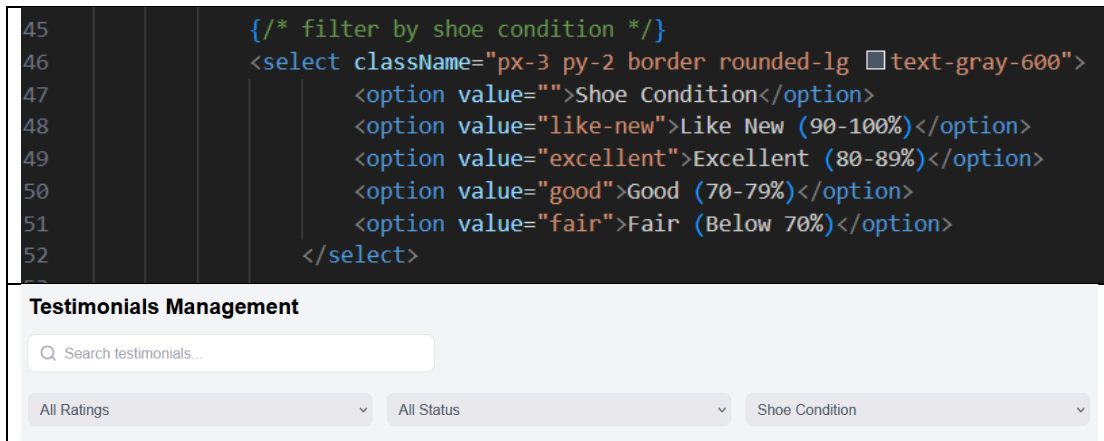 45 {/* filter by shoe condition */}
46 <select className="px-3 py-2 border rounded-lg text-gray-600">
47 <option value="">Shoe Condition</option>
48 <option value="like-new">Like New (90-100%)</option>
49 <option value="excellent">Excellent (80-89%)</option>
50 <option value="good">Good (70-79%)</option>
51 <option value="fair">Fair (Below 70%)</option>
52 </select>
Testimonials Management
Search testimonials...
All Ratings All Status Shoe Condition